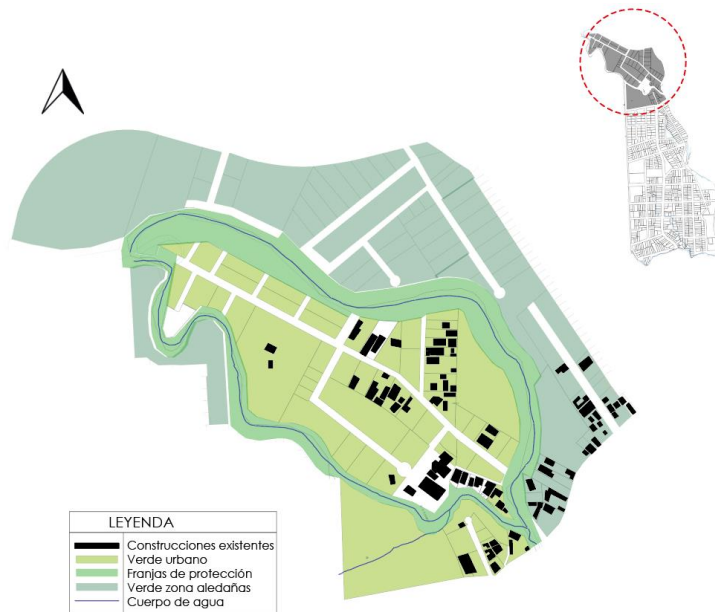 LEYENDA
Construcciones existentes
Verde urbano
Franjas de protección
Verde zona aledañas
Cuerpo de agua